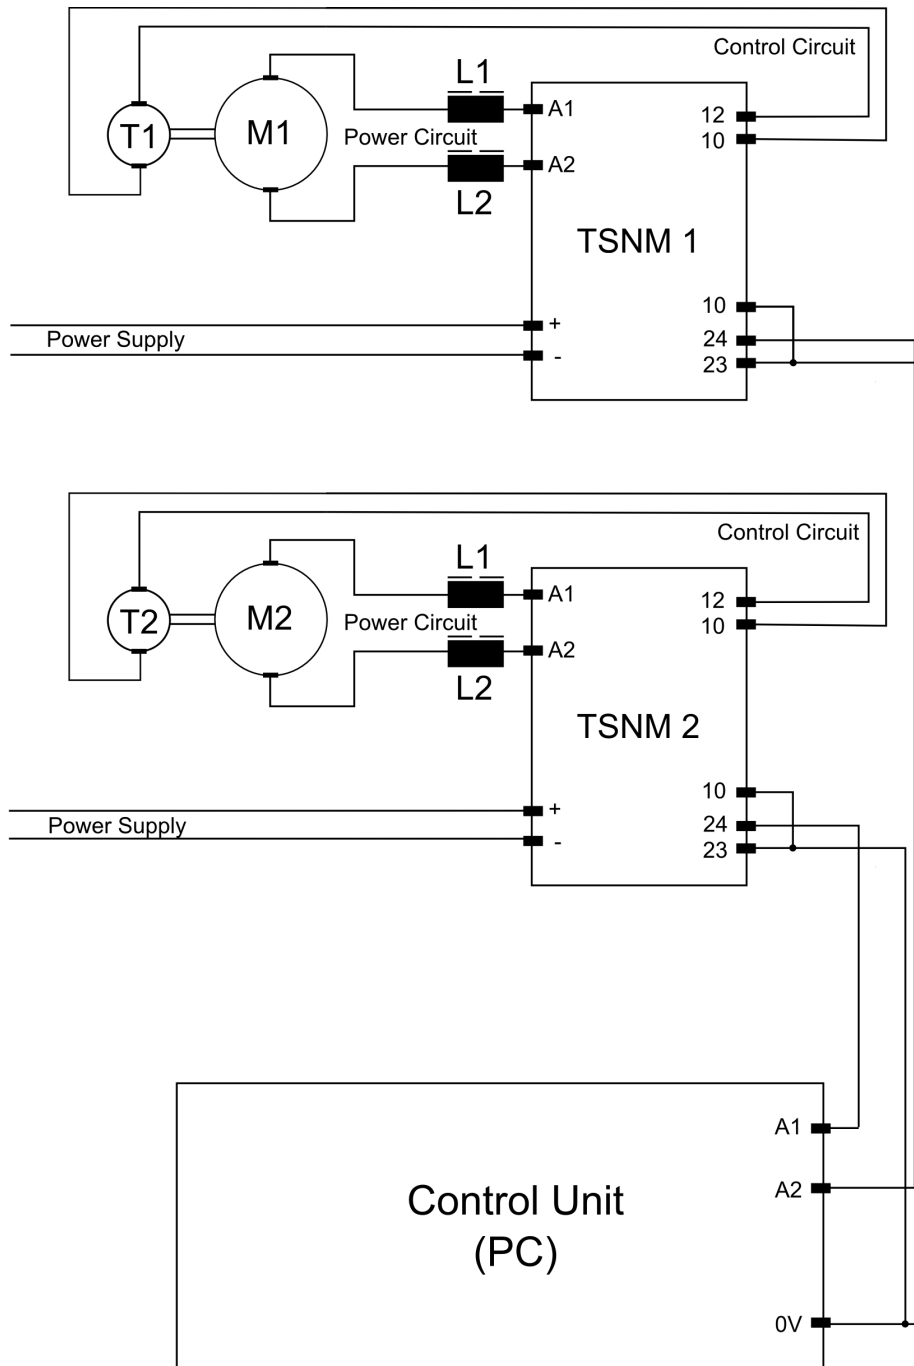 Control Circuit
L1
T1
M1
A1
12
Power Circuit
10
A2
L2
TSNM 1
10
+
24
Power Supply
-
23
Control Circuit
L1
T2
M2
A1
12
Power Circuit
10
A2
L2
TSNM 2
10
+
24
Power Supply
-
23
A1
A2
Control Unit
(PC)
0V